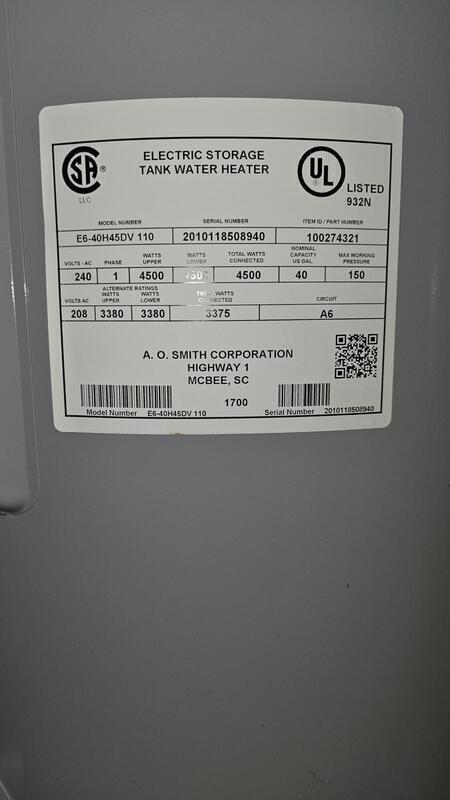 CSA ®
LLC
ELECTRIC STORAGE
TANK WATER HEATER
UL ®
LISTED
932N
MODEL NUMBER SERIAL NUMBER ITEM ID / PART NUMBER
E6-40H45DV 110 2010118508940 100274321
VOLTS - AC PHASE WATTS UPPER WATTS LOWER TOTAL WATTS CONNECTED NOMINAL CAPACITY US GAL. MAX WORKING PRESSURE
240 1 4500 4500 40 150
ALTERNATE RATINGS
VOLTS AC WATTS UPPER WATTS LOWER TOTAL WATTS CONNECTED CIRCUIT
208 3380 3380 3375 A6
A. O. SMITH CORPORATION
HIGHWAY 1
MCBEE, SC
1700
Model Number E6-40H45DV 110 Serial Number 2010118508940